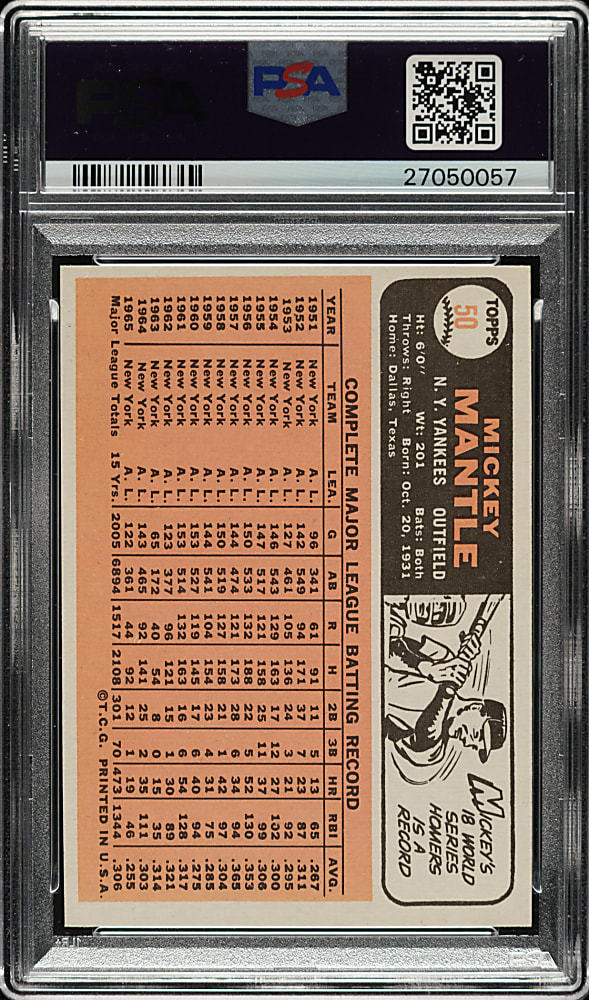 PSA
PSA
27050057
TOPPS
50
MICKEY
MANTLE
N. Y. YANKEES OUTFIELD
Ht: 6'0" Wt: 201 Bats: Both
Throws: Right Born: Oct. 20, 1931
Home: Dallas, Texas
MICKEY'S
18 WORLD
SERIES
HOMERS
IS A
RECORD
COMPLETE MAJOR LEAGUE BATTING RECORD
YEAR TEAM LEA. G AB R H 2B 3B HR RBI AVG.
1951 New York A. L. 96 341 61 91 11 5 13 65 .267
1952 New York A. L. 142 549 94 171 37 7 23 87 .311
1953 New York A. L. 127 461 105 136 24 3 21 92 .295
1954 New York A. L. 146 543 129 163 17 12 27 102 .300
1955 New York A. L. 147 517 121 158 25 11 37 99 .306
1956 New York A. L. 150 533 132 188 22 5 52 130 .353
1957 New York A. L. 144 474 121 173 28 6 34 94 .365
1958 New York A. L. 150 519 127 158 21 1 42 97 .304
1959 New York A. L. 144 541 104 154 23 4 31 75 .285
1960 New York A. L. 153 527 119 145 17 6 40 94 .275
1961 New York A. L. 153 514 132 163 16 6 54 128 .317
1962 New York A. L. 123 377 96 121 15 1 30 89 .321
1963 New York A. L. 65 172 40 54 8 0 15 35 .314
1964 New York A. L. 143 465 92 141 25 2 35 111 .303
1965 New York A. L. 122 361 44 92 12 1 19 46 .255
Major League Totals 15 Yrs. 2005 6894 1517 2108 301 70 473 1344 .306
©T.C.G. PRINTED IN U.S.A.